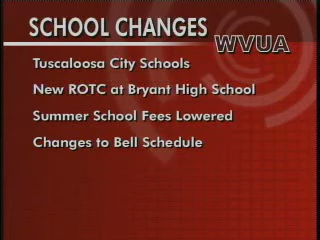 SCHOOL CHANGES
WVUA
Tuscaloosa City Schools
New ROTC at Bryant High School
Summer School Fees Lowered
Changes to Bell Schedule